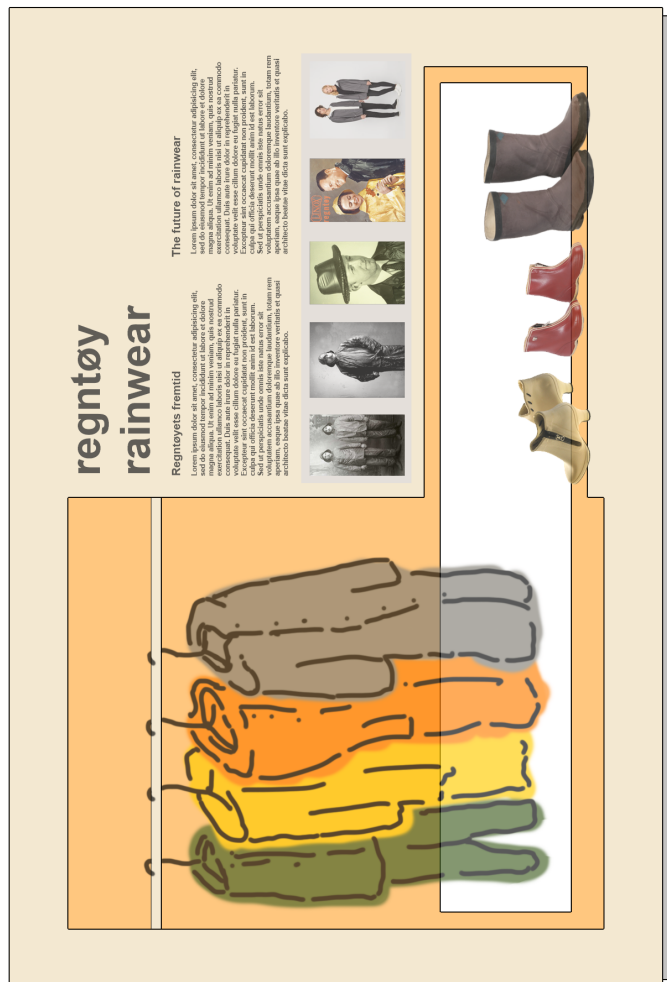 regntøy
rainwear
Regntøyets fremtid
Lorem ipsum dolor sit amet, consectetur adipisicing elit,
sed do eiusmod tempor incididunt ut labore et dolore
magna aliqua. Ut enim ad minim veniam, quis nostrud
exercitation ullamco laboris nisi ut aliquip ex ea commodo
consequat. Duis aute irure dolor in reprehenderit in
voluptate velit esse cillum dolore eu fugiat nulla pariatur.
Excepteur sint occaecat cupidatat non proident, sunt in
culpa qui officia deserunt mollit anim id est laborum.
Sed ut perspiciatis unde omnis iste natus error sit
voluptatem accusantium doloremque laudantium, totam rem
aperiam, eaque ipsa quae ab illo inventore veritatis et quasi
architecto beatae vitae dicta sunt explicabo.
The future of rainwear
Lorem ipsum dolor sit amet, consectetur adipisicing elit,
sed do eiusmod tempor incididunt ut labore et dolore
magna aliqua. Ut enim ad minim veniam, quis nostrud
exercitation ullamco laboris nisi ut aliquip ex ea commodo
consequat. Duis aute irure dolor in reprehenderit in
voluptate velit esse cillum dolore eu fugiat nulla pariatur.
Excepteur sint occaecat cupidatat non proident, sunt in
culpa qui officia deserunt mollit anim id est laborum.
Sed ut perspiciatis unde omnis iste natus error sit
voluptatem accusantium doloremque laudantium, totam rem
aperiam, eaque ipsa quae ab illo inventore veritatis et quasi
architecto beatae vitae dicta sunt explicabo.